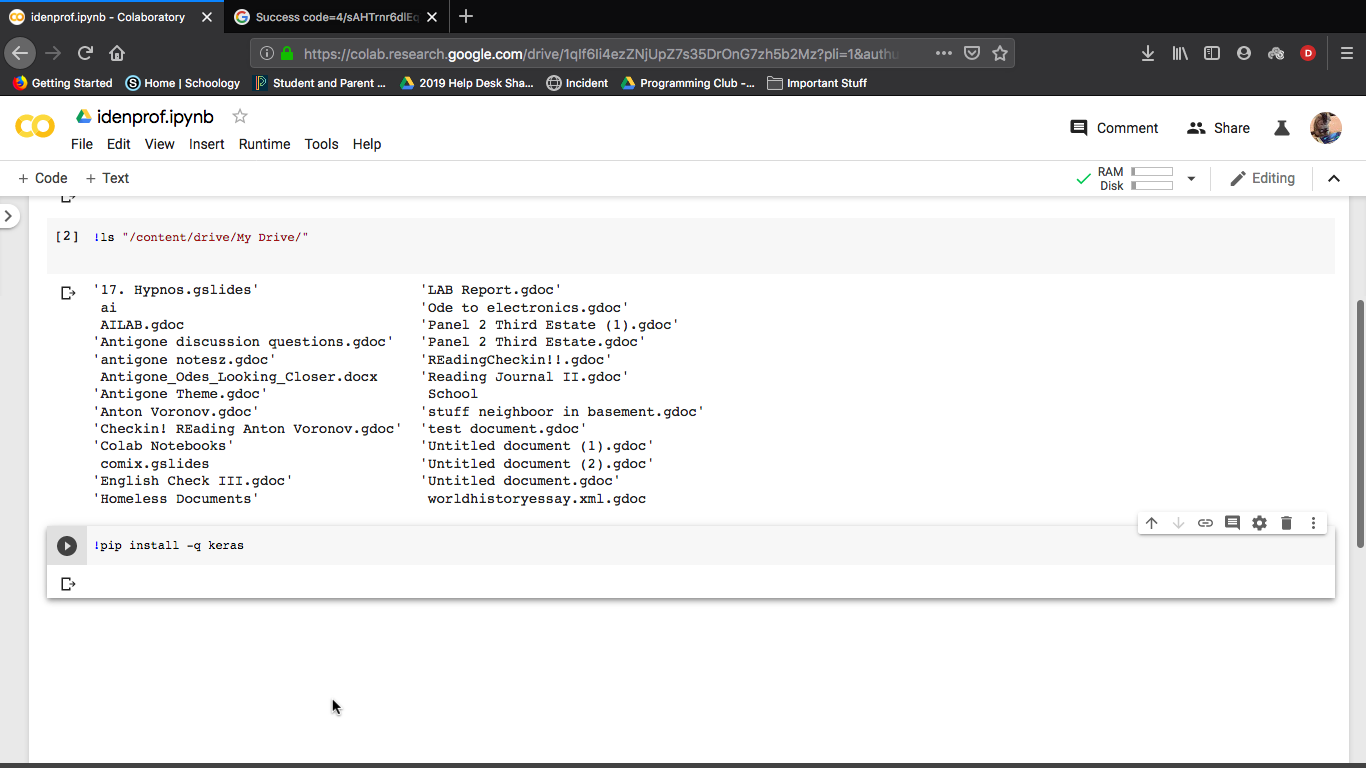 idenprof.ipynb - Colaboratory
Success code=4/sAHTrnr6dlEq
https://colab.research.google.com/drive/1qIf6Ii4ezZNjUpZ7s35DrOnG7zh5b2Mz?pli=1&authu
D
Getting Started Home | Schoology Student and Parent ... 2019 Help Desk Sha... Incident Programming Club -... Important Stuff
idenprof.ipynb
File Edit View Insert Runtime Tools Help
Comment Share
+ Code + Text
RAM
Disk
Editing
[2] !ls "/content/drive/My Drive/"
'17. Hypnos.gslides' 'LAB Report.gdoc'
ai 'Ode to electronics.gdoc'
AILAB.gdoc 'Panel 2 Third Estate (1).gdoc'
'Antigone discussion questions.gdoc' 'Panel 2 Third Estate.gdoc'
'antigone notesz.gdoc' 'REadingCheckin!!.gdoc'
Antigone_Odes_Looking_Closer.docx 'Reading Journal II.gdoc'
'Antigone Theme.gdoc' School
'Anton Voronov.gdoc' 'stuff neighboor in basement.gdoc'
'Checkin! REading Anton Voronov.gdoc' 'test document.gdoc'
'Colab Notebooks' 'Untitled document (1).gdoc'
comix.gslides 'Untitled document (2).gdoc'
'English Check III.gdoc' 'Untitled document.gdoc'
'Homeless Documents' worldhistoryessay.xml.gdoc
!pip install -q keras